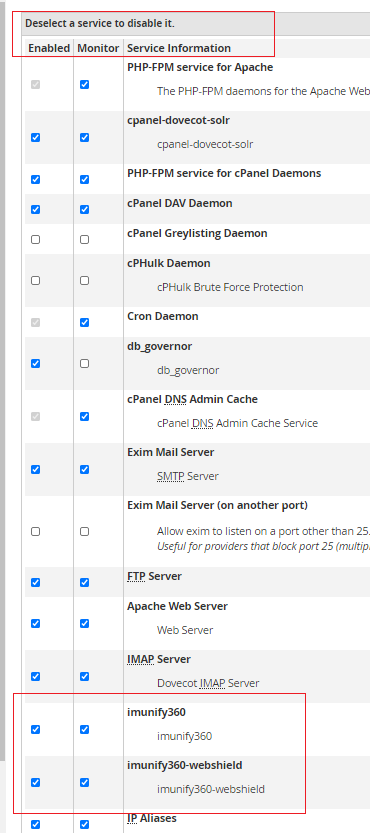 Deselect a service to disable it.
Enabled Monitor Service Information
PHP-FPM service for Apache
The PHP-FPM daemons for the Apache Web
cpanel-dovecot-solr
cpanel-dovecot-solr
PHP-FPM service for cPanel Daemons
cPanel DAV Daemon
cPanel Greylisting Daemon
cPHulk Daemon
cPHulk Brute Force Protection
Cron Daemon
db_governor
db_governor
cPanel DNS Admin Cache
cPanel DNS Admin Cache Service
Exim Mail Server
SMTP Server
Exim Mail Server (on another port)
Allow exim to listen on a port other than 25.
Useful for providers that block port 25 (multip
FTP Server
Apache Web Server
Web Server
IMAP Server
Dovecot IMAP Server
imunify360
imunify360
imunify360-webshield
imunify360-webshield
IP Aliases